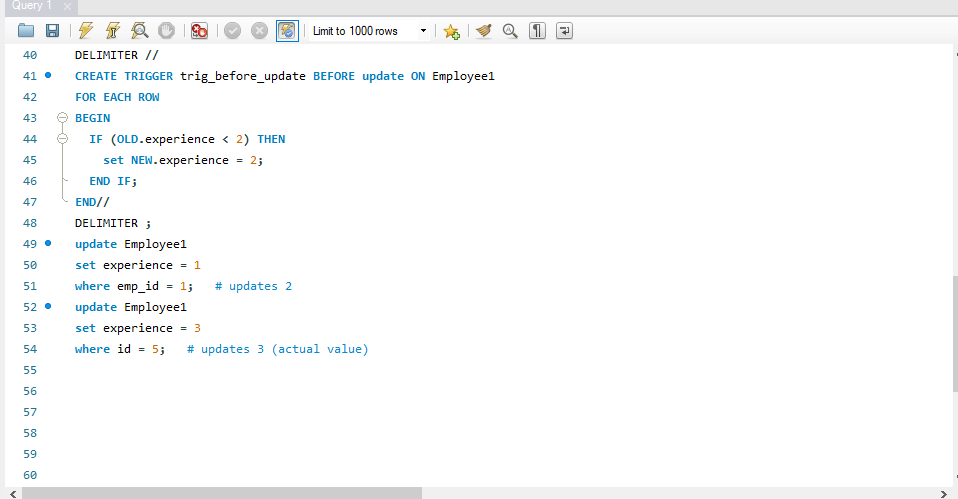 Query 1
Limit to 1000 rows
40 DELIMITER //
41 CREATE TRIGGER trig_before_update BEFORE update ON Employee1
42 FOR EACH ROW
43 BEGIN
44 IF (OLD.experience < 2) THEN
45 set NEW.experience = 2;
46 END IF;
47 END//
48 DELIMITER ;
49 update Employee1
50 set experience = 1
51 where emp_id = 1; # updates 2
52 update Employee1
53 set experience = 3
54 where id = 5; # updates 3 (actual value)
55
56
57
58
59
60